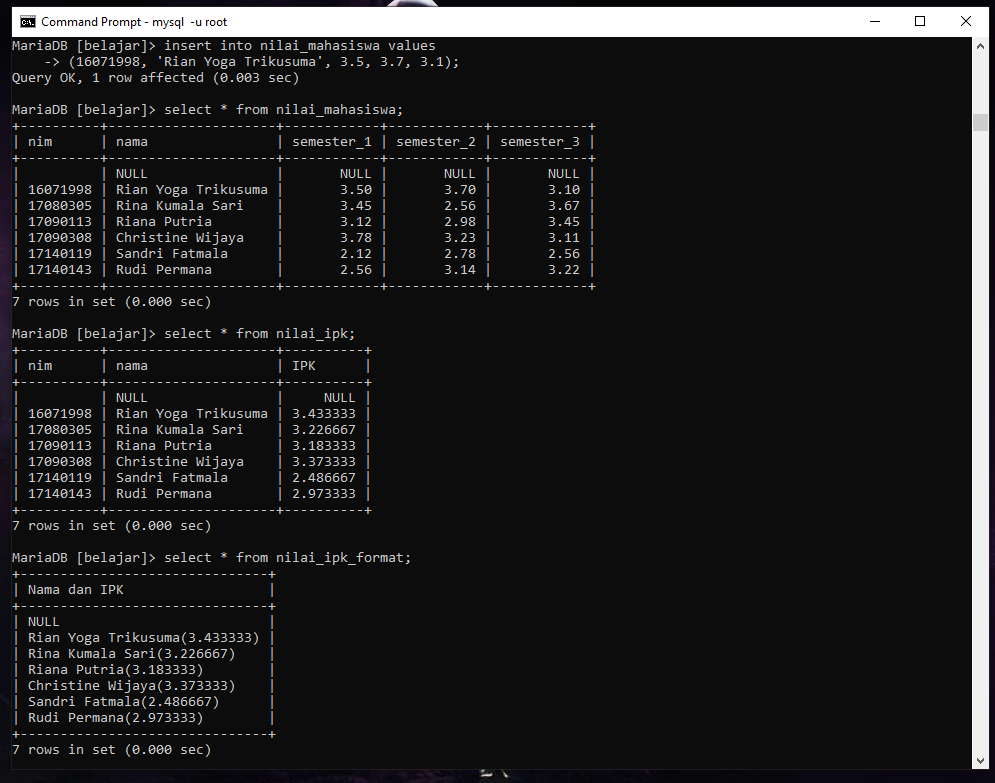 Command Prompt - mysql  -u root
MariaDB [belajar]> insert into nilai_mahasiswa values
    -> (16071998, 'Rian Yoga Trikusuma', 3.5, 3.7, 3.1);
Query OK, 1 row affected (0.003 sec)

MariaDB [belajar]> select * from nilai_mahasiswa;
+----------+---------------------+------------+------------+------------+
| nim      | nama                | semester_1 | semester_2 | semester_3 |
+----------+---------------------+------------+------------+------------+
|          | NULL                |       NULL |       NULL |       NULL |
| 16071998 | Rian Yoga Trikusuma |       3.50 |       3.70 |       3.10 |
| 17080305 | Rina Kumala Sari    |       3.45 |       2.56 |       3.67 |
| 17090113 | Riana Putria        |       3.12 |       2.98 |       3.45 |
| 17090308 | Christine Wijaya    |       3.78 |       3.23 |       3.11 |
| 17140119 | Sandri Fatmala      |       2.12 |       2.78 |       2.56 |
| 17140143 | Rudi Permana        |       2.56 |       3.14 |       3.22 |
+----------+---------------------+------------+------------+------------+
7 rows in set (0.000 sec)

MariaDB [belajar]> select * from nilai_ipk;
+----------+---------------------+----------+
| nim      | nama                | IPK      |
+----------+---------------------+----------+
|          | NULL                |     NULL |
| 16071998 | Rian Yoga Trikusuma | 3.433333 |
| 17080305 | Rina Kumala Sari    | 3.226667 |
| 17090113 | Riana Putria        | 3.183333 |
| 17090308 | Christine Wijaya    | 3.373333 |
| 17140119 | Sandri Fatmala      | 2.486667 |
| 17140143 | Rudi Permana        | 2.973333 |
+----------+---------------------+----------+
7 rows in set (0.000 sec)

MariaDB [belajar]> select * from nilai_ipk_format;
+-------------------------------+
| Nama dan IPK                  |
+-------------------------------+
| NULL                          |
| Rian Yoga Trikusuma(3.433333) |
| Rina Kumala Sari(3.226667)    |
| Riana Putria(3.183333)        |
| Christine Wijaya(3.373333)    |
| Sandri Fatmala(2.486667)      |
| Rudi Permana(2.973333)        |
+-------------------------------+
7 rows in set (0.000 sec)